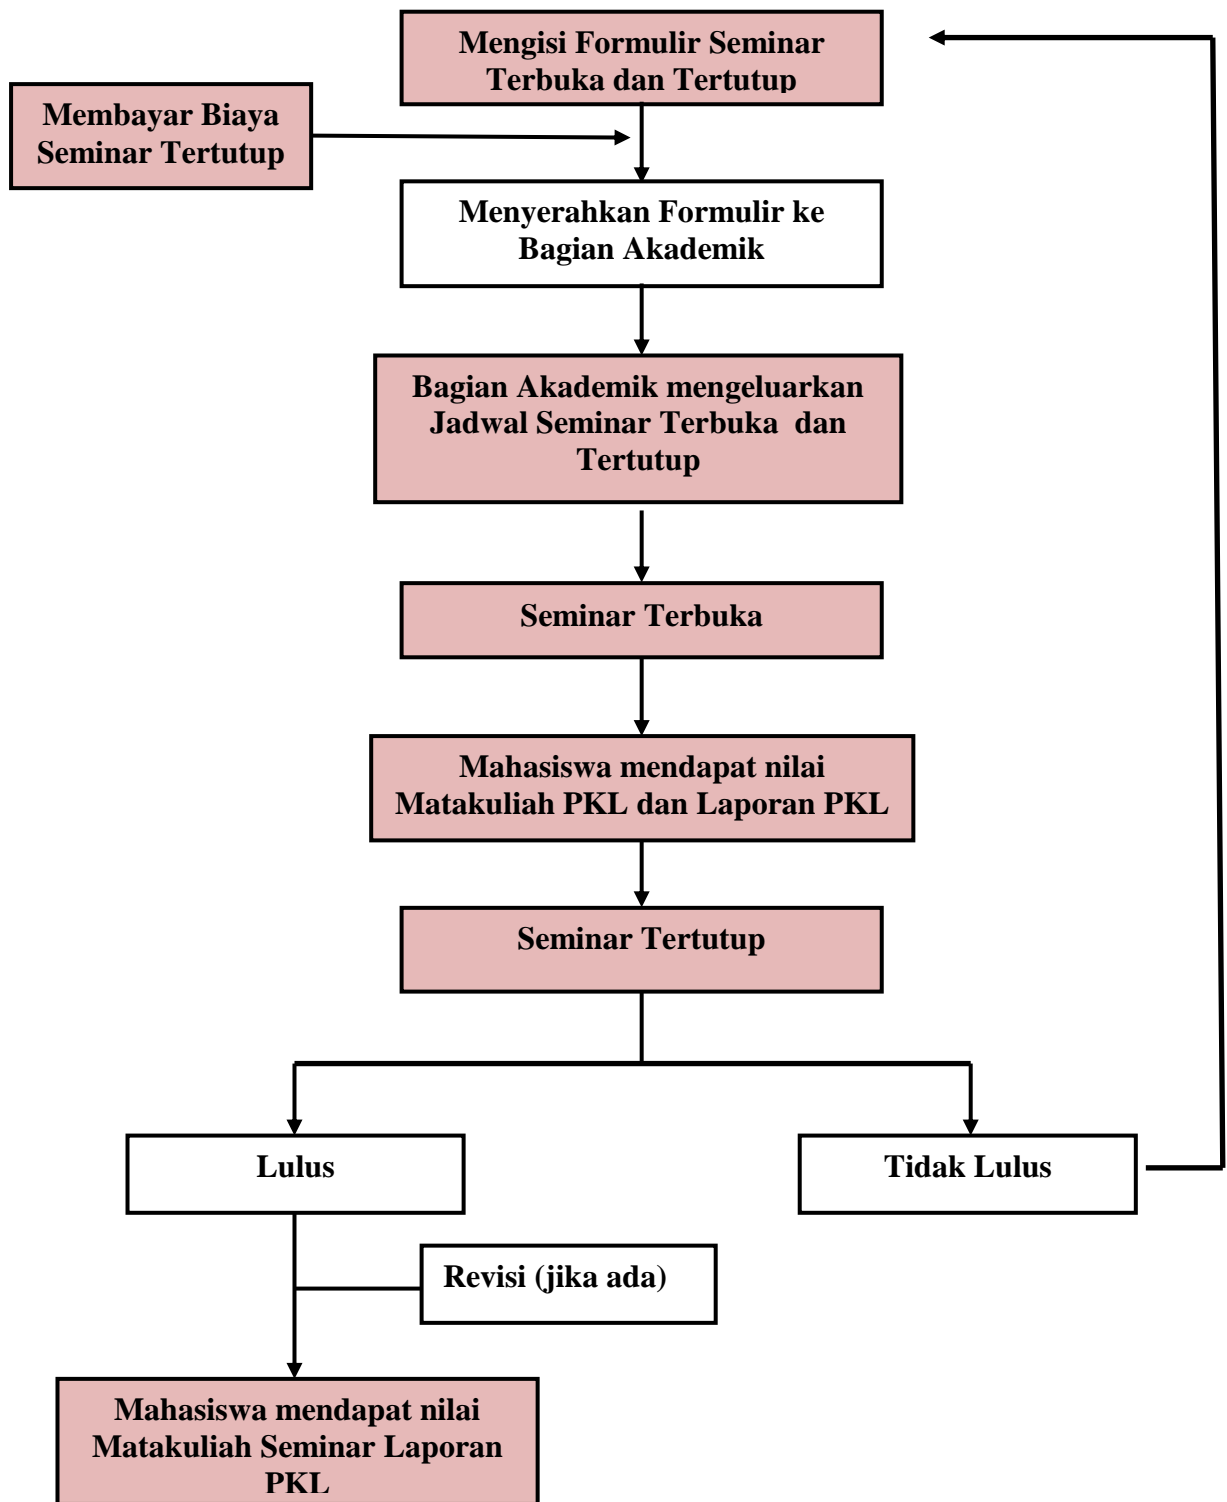 Mengisi Formulir Seminar
Terbuka dan Tertutup
Membayar Biaya
Seminar Tertutup
Menyerahkan Formulir ke
Bagian Akademik
Bagian Akademik mengeluarkan
Jadwal Seminar Terbuka dan
Tertutup
Seminar Terbuka
Mahasiswa mendapat nilai
Matakuliah PKL dan Laporan PKL
Seminar Tertutup
Lulus
Tidak Lulus
Revisi (jika ada)
Mahasiswa mendapat nilai
Matakuliah Seminar Laporan
PKL